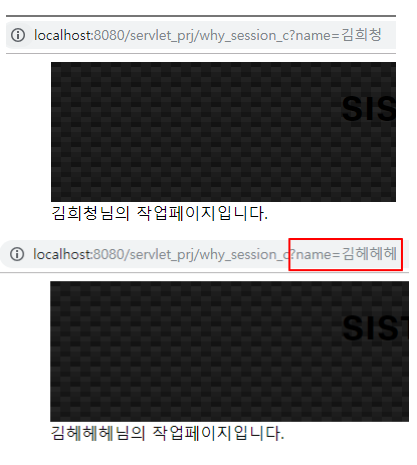 localhost:8080/servlet_prj/why_session_c?name=김희청
SIS
김희청님의 작업페이지입니다.
localhost:8080/servlet_prj/why_session_c?name=김헤헤헤
SIST
김헤헤헤님의 작업페이지입니다.